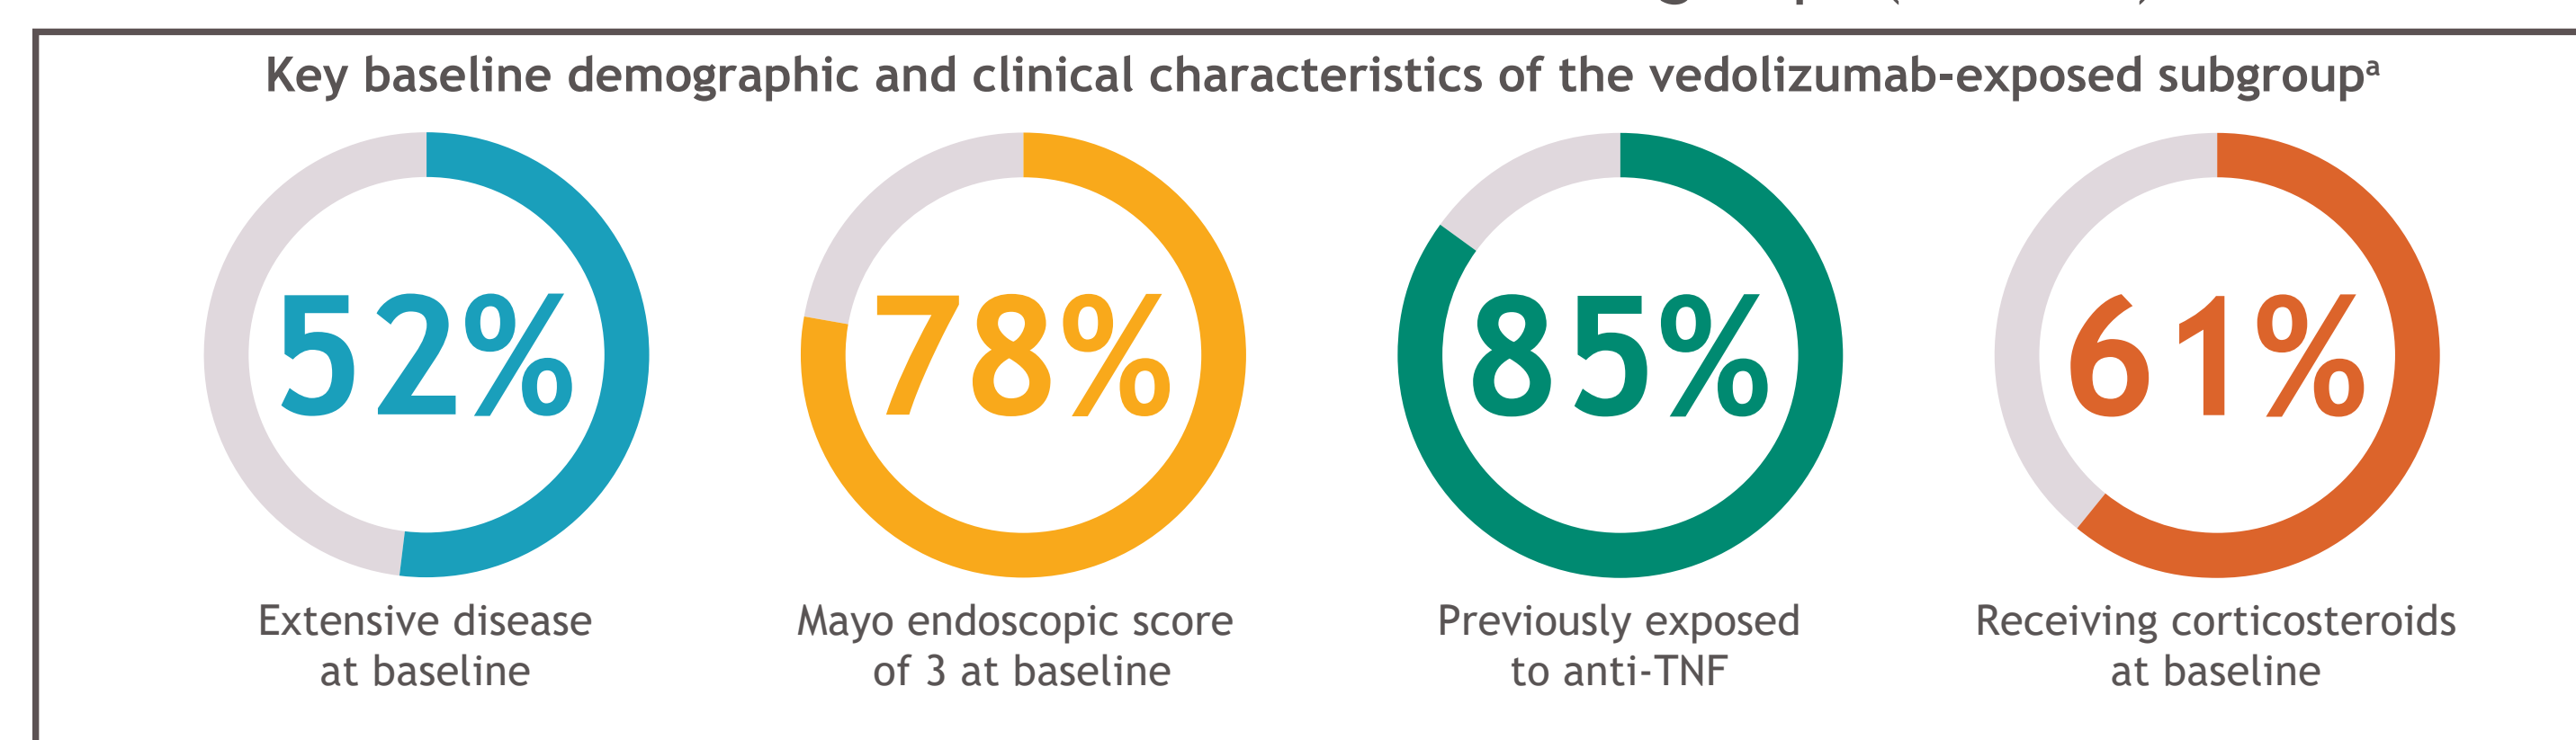 Key baseline demographic and clinical characteristics of the vedolizumab-exposed subgroupᵃ
52%
78%
85%
61%
Extensive disease
at baseline
Mayo endoscopic score
of 3 at baseline
Previously exposed
to anti-TNF
Receiving corticosteroids
at baseline